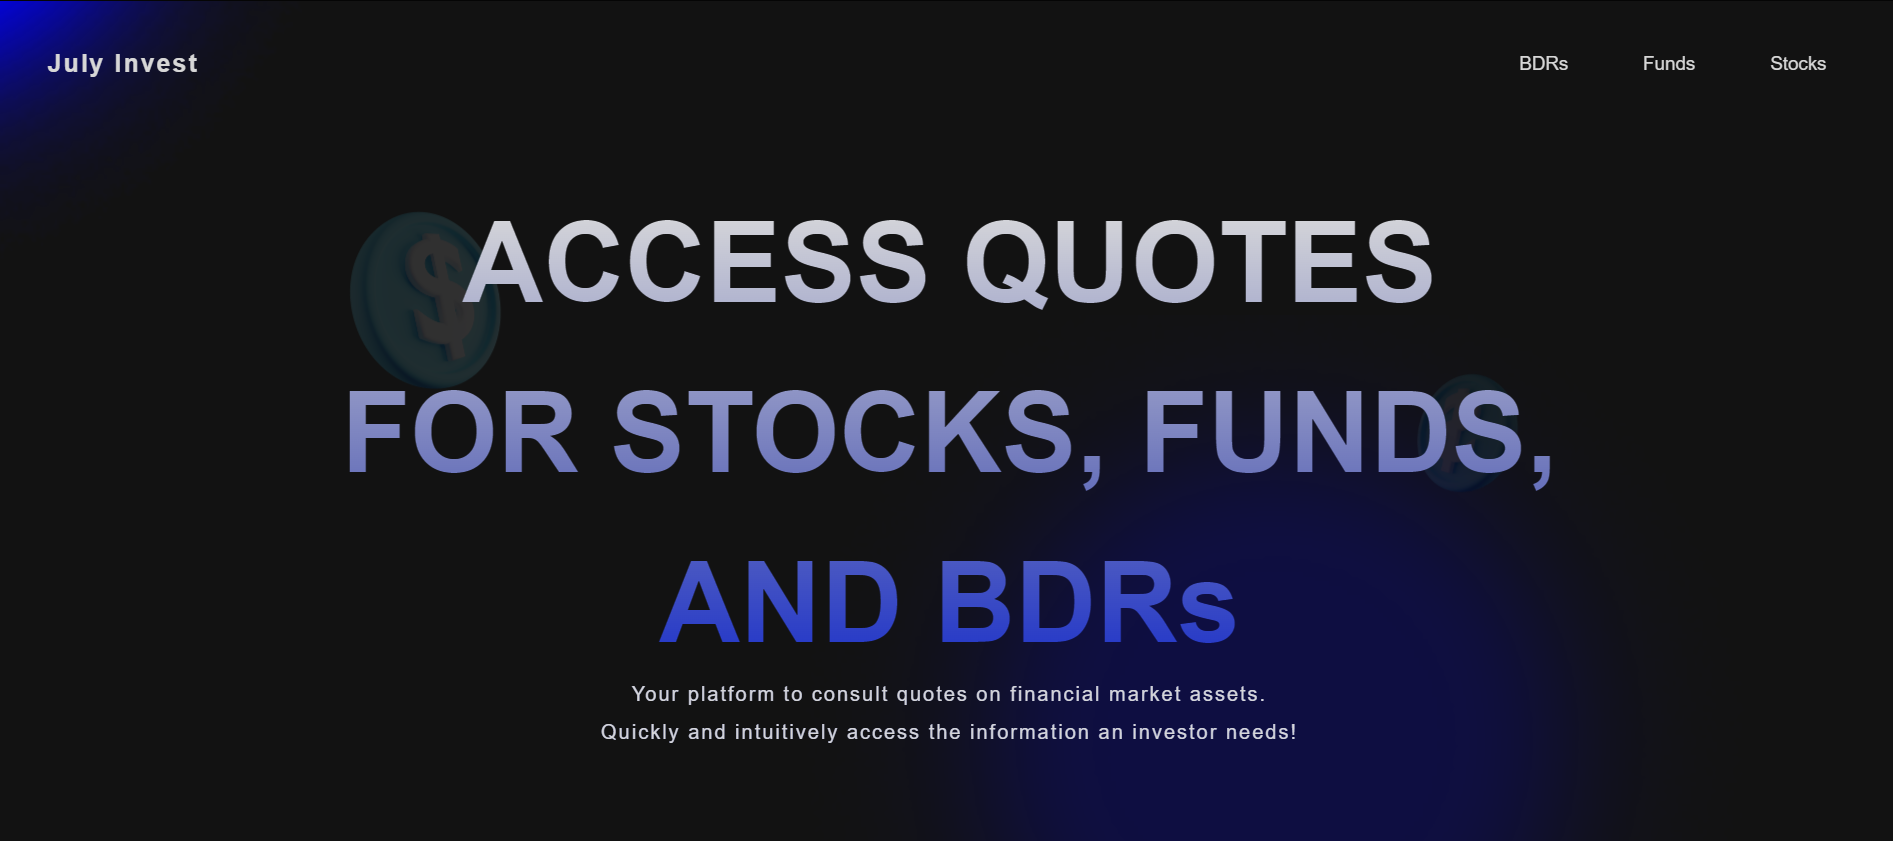 July Invest
BDRs
Funds
Stocks
ACCESS QUOTES
FOR STOCKS, FUNDS,
AND BDRs
Your platform to consult quotes on financial market assets.
Quickly and intuitively access the information an investor needs!